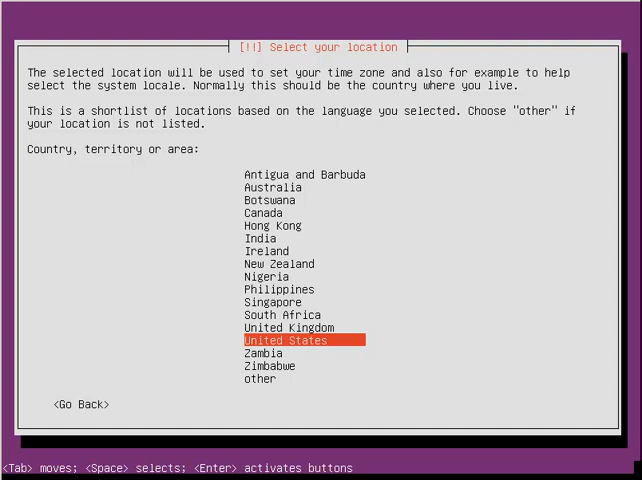 [!!] Select your location
The selected location will be used to set your time zone and also for example to help
select the system locale. Normally this should be the country where you live.
This is a shortlist of locations based on the language you selected. Choose "other" if
your location is not listed.
Country, territory or area:
Antigua and Barbuda
Australia
Botswana
Canada
Hong Kong
India
Ireland
New Zealand
Nigeria
Philippines
Singapore
South Africa
United Kingdom
United States
Zambia
Zimbabwe
other
<Go Back>
<Tab> moves; <Space> selects; <Enter> activates buttons